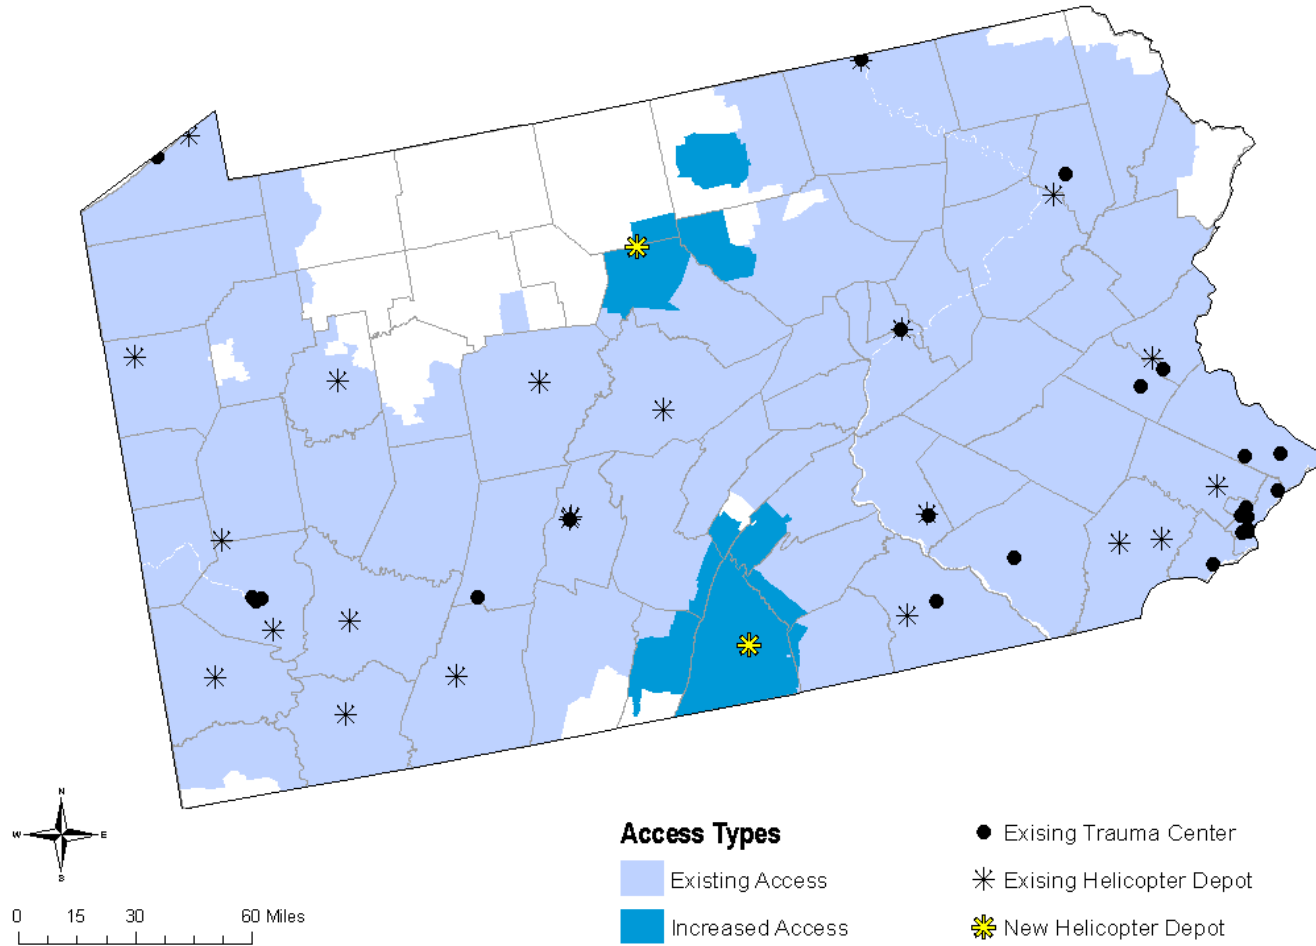 N
W E
S
0 15 30 60 Miles
Access Types
Existing Access
Increased Access
Exising Trauma Center
Exising Helicopter Depot
New Helicopter Depot